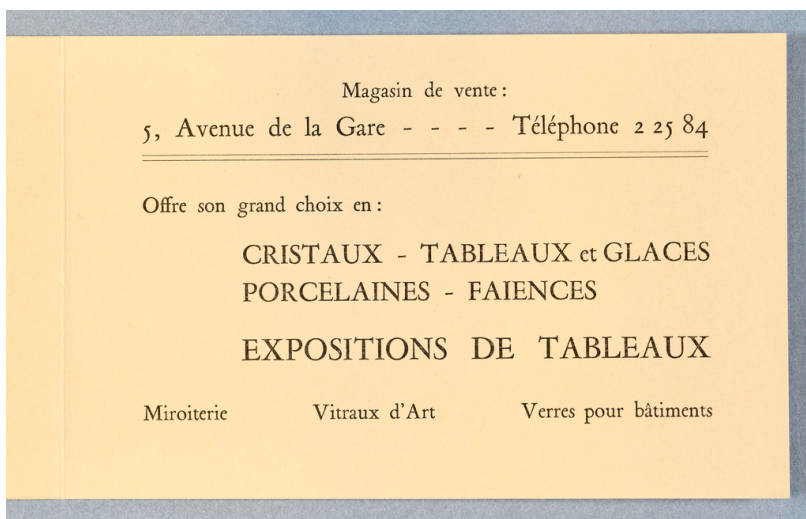 Magasin de vente :
5, Avenue de la Gare - - - - Téléphone 2 25 84
Offre son grand choix en :
CRISTAUX - TABLEAUX et GLACES
PORCELAINES - FAIENCES
EXPOSITIONS DE TABLEAUX
Miroiterie Vitraux d'Art Verres pour bâtiments